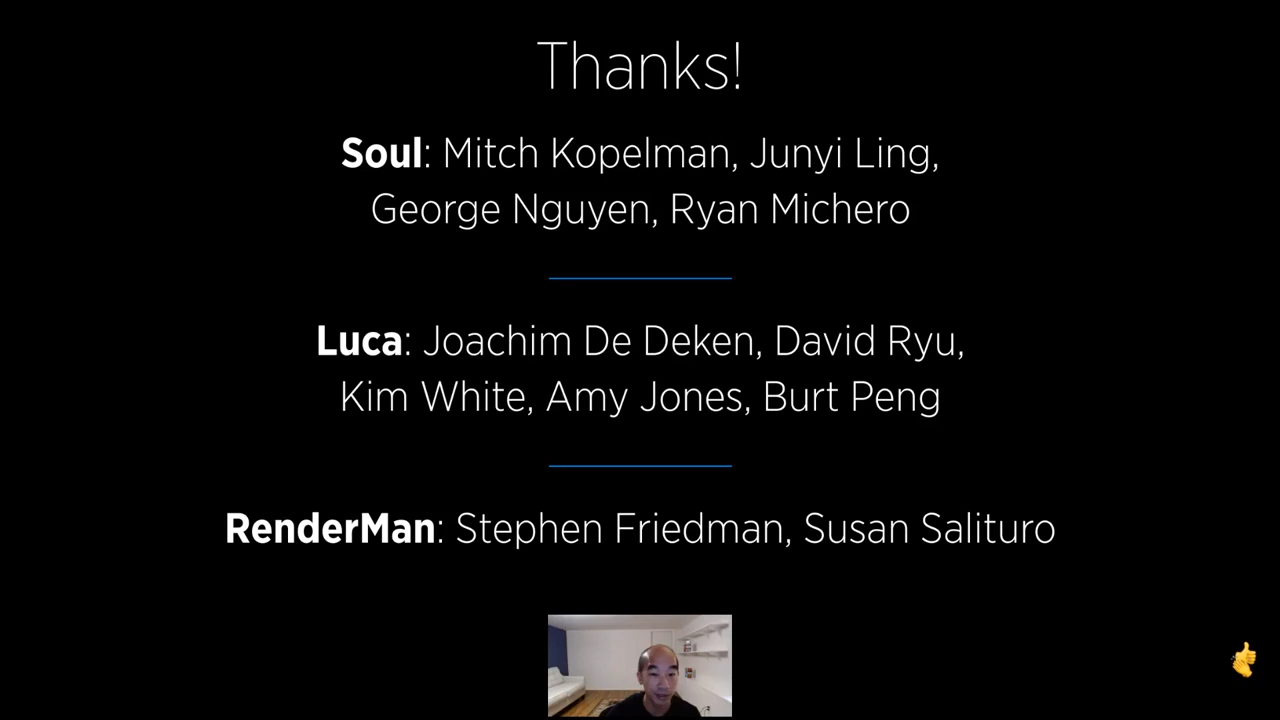 Thanks!
Soul: Mitch Kopelman, Junyi Ling,
George Nguyen, Ryan Michero
Luca: Joachim De Deken, David Ryu,
Kim White, Amy Jones, Burt Peng
RenderMan: Stephen Friedman, Susan Salituro